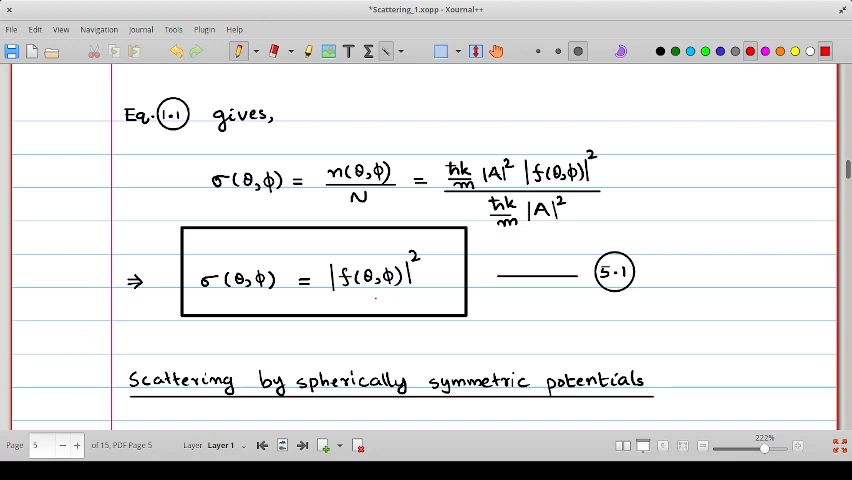 *Scattering_1.xopp - Xournal++
File Edit View Navigation Journal Tools Plugin Help
Eq. 1.1 gives,
σ(θ,φ) = n(θ,φ)/N = ħk/m |A|² |f(θ,φ)|² / ħk/m |A|²
⇒ σ(θ,φ) = |f(θ,φ)|² —— 5.1
Scattering by spherically symmetric potentials
Page 5 of 15, PDF Page 5 Layer Layer 1 222%